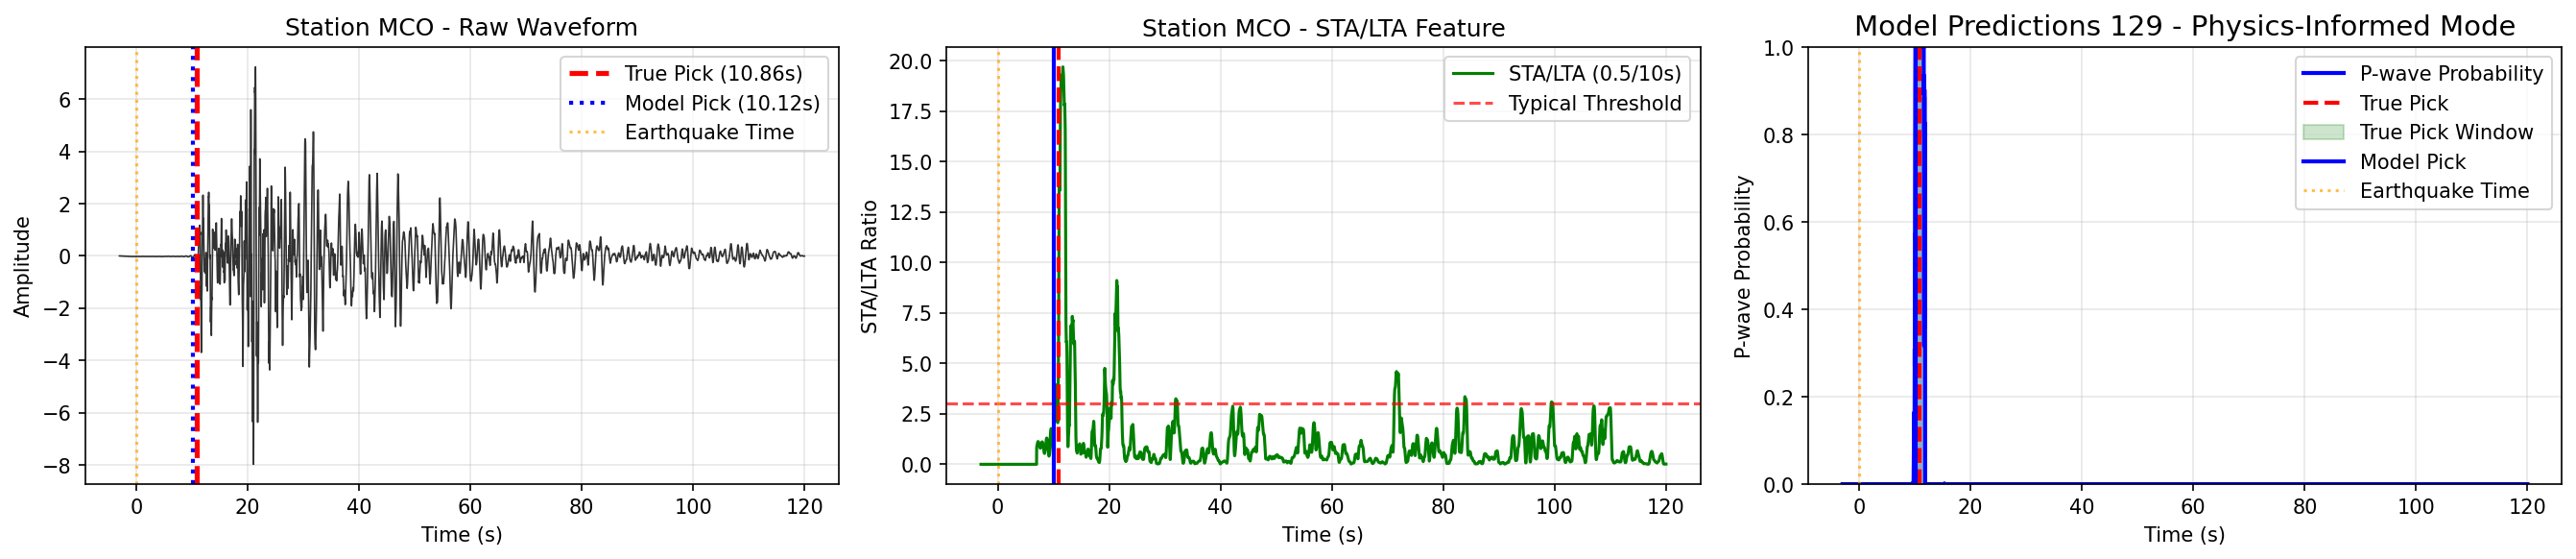 Station MCO - Raw Waveform
Amplitude
6
4
2
0
−2
−4
−6
−8
True Pick (10.86s)
Model Pick (10.12s)
Earthquake Time
0 20 40 60 80 100 120
Time (s)
Station MCO - STA/LTA Feature
STA/LTA Ratio
20.0
17.5
15.0
12.5
10.0
7.5
5.0
2.5
0.0
STA/LTA (0.5/10s)
Typical Threshold
0 20 40 60 80 100 120
Time (s)
Model Predictions 129 - Physics-Informed Mode
P-wave Probability
1.0
0.8
0.6
0.4
0.2
0.0
P-wave Probability
True Pick
True Pick Window
Model Pick
Earthquake Time
0 20 40 60 80 100 120
Time (s)